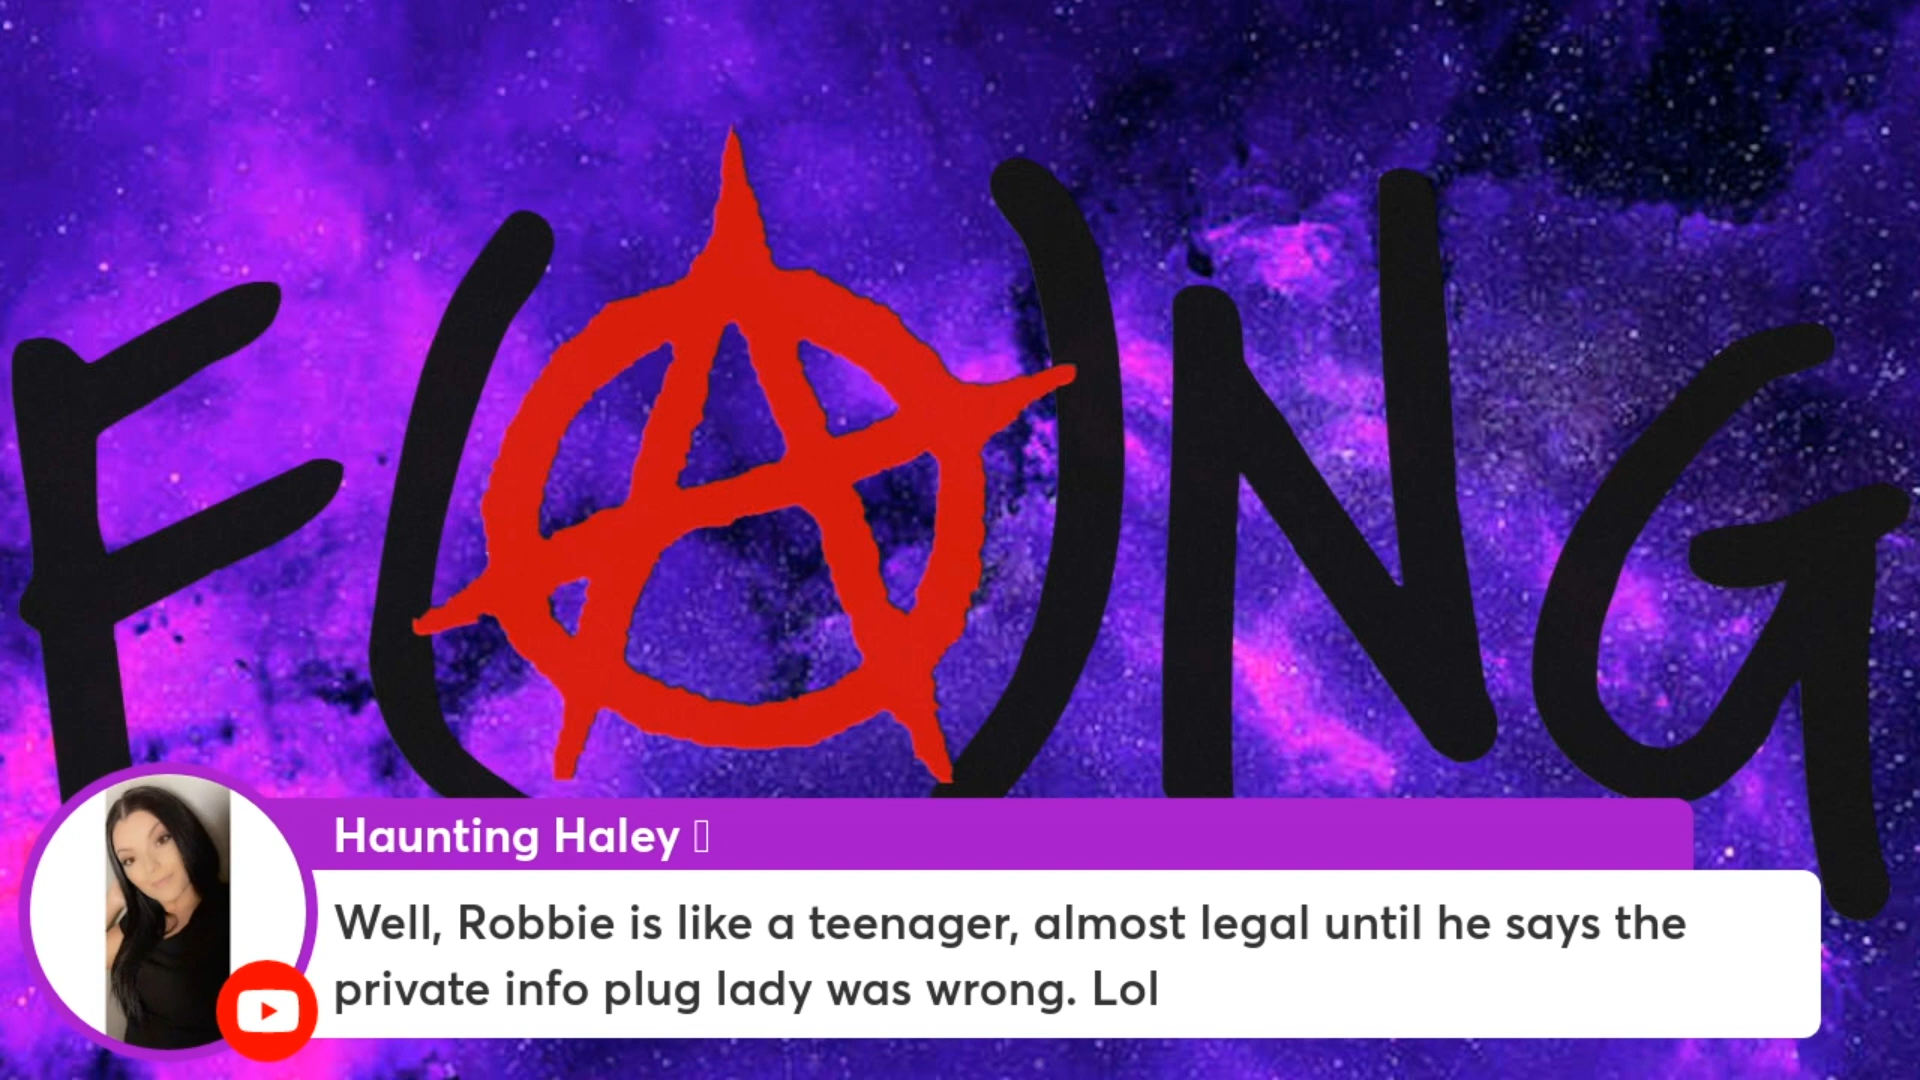 F(A)NG
Haunting Haley
Well, Robbie is like a teenager, almost legal until he says the
private info plug lady was wrong. Lol